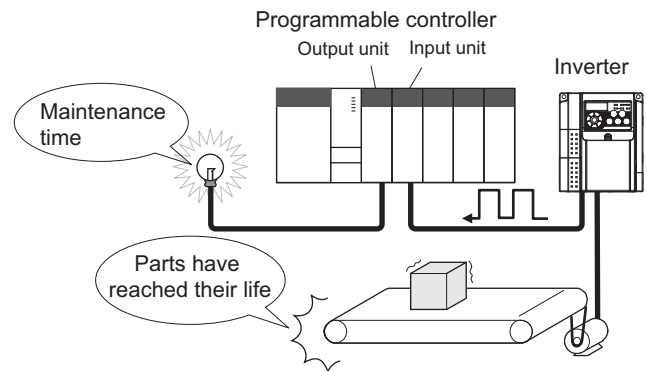 Programmable controller
Output unit
Input unit
Inverter
Maintenance
time
Parts have
reached their life